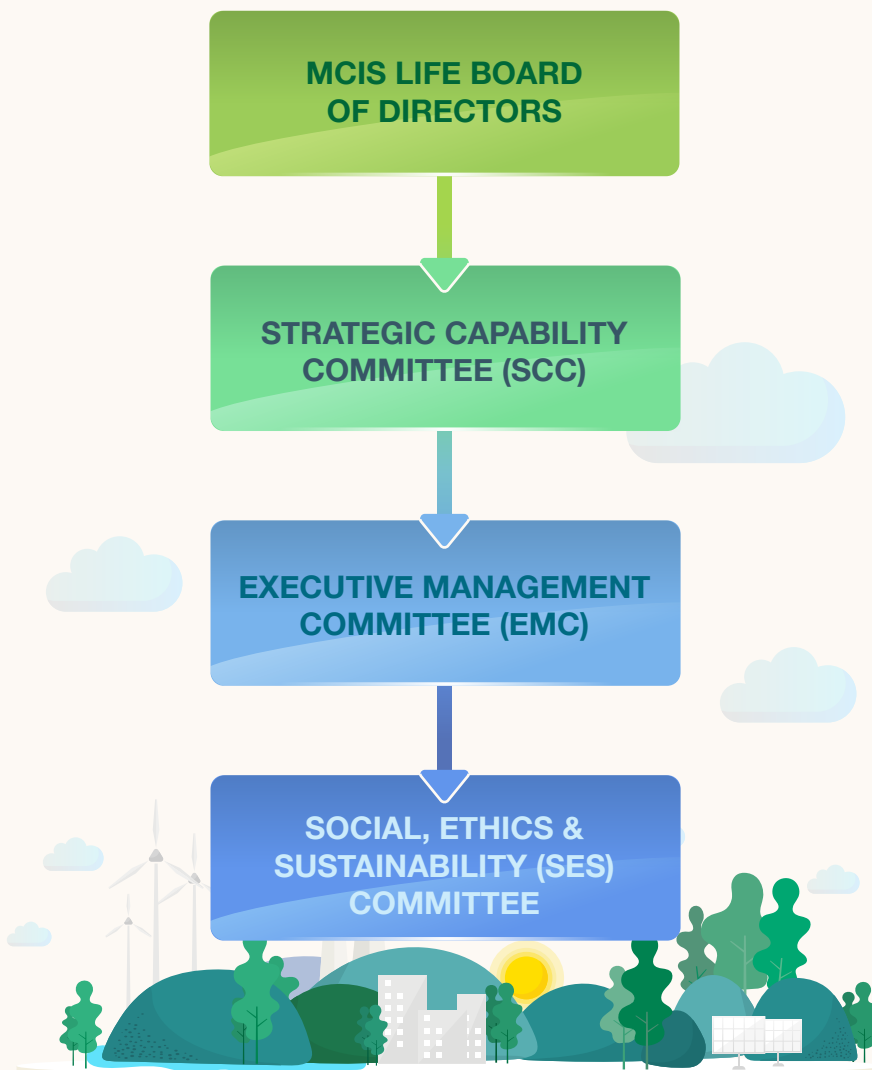 MCIS LIFE BOARD
OF DIRECTORS
STRATEGIC CAPABILITY
COMMITTEE (SCC)
EXECUTIVE MANAGEMENT
COMMITTEE (EMC)
SOCIAL, ETHICS &
SUSTAINABILITY (SES)
COMMITTEE